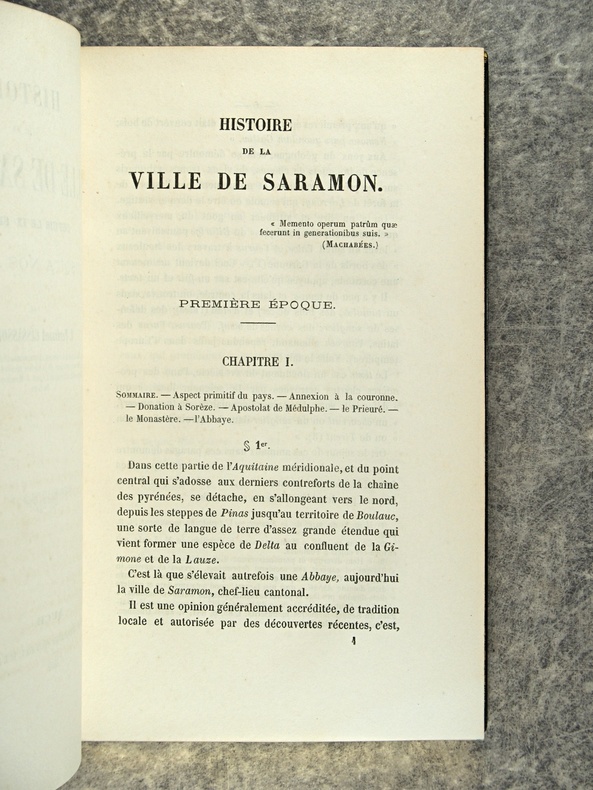 HISTOIRE
DE LA
VILLE DE SARAMON.
« Memento operum patrûm quæ
fecerunt in generationibus suis. »
(MACHABÉES.)
PREMIÈRE ÉPOQUE.
CHAPITRE I.
SOMMAIRE. — Aspect primitif du pays. — Annexion à la couronne.
— Donation à Sorèze. — Apostolat de Médulphe. — le Prieuré. —
le Monastère. —l'Abbaye.
§ 1er.
Dans cette partie de l'Aquitaine méridionale, et du point
central qui s'adosse aux derniers contreforts de la chaîne
des pyrénées, se détache, en s'allongeant vers le nord,
depuis les steppes de Pinas jusqu'au territoire de Boulauc,
une sorte de langue de terre d'assez grande étendue qui
vient former une espèce de Delta au confluent de la Gi-
mone et de la Lauze.
C'est là que s'élevait autrefois une Abbaye, aujourd'hui
la ville de Saramon, chef-lieu cantonal.
Il est une opinion généralement accréditée, de tradition
locale et autorisée par des découvertes récentes, c'est,
1